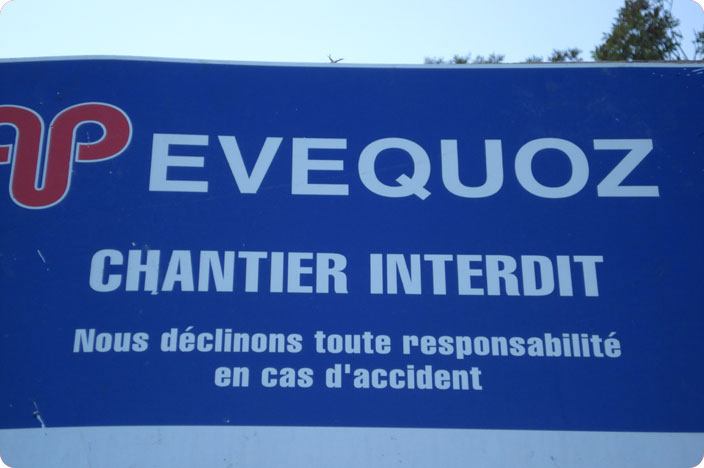 EVEQUOZ
CHANTIER INTERDIT
Nous déclinons toute responsabilité
en cas d'accident